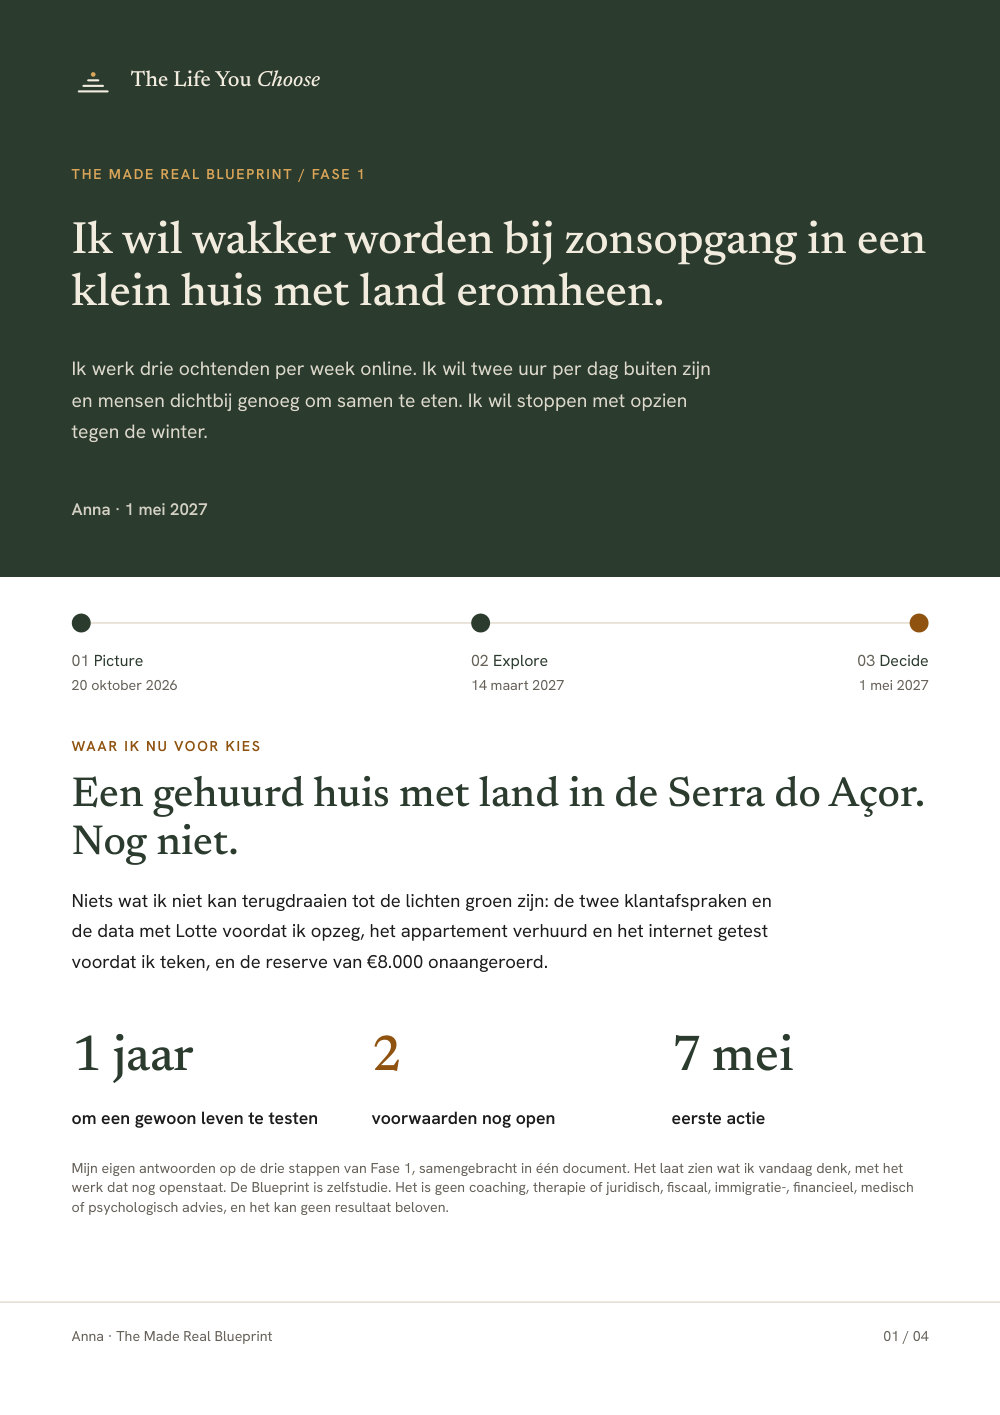 The Life You Choose
THE MADE REAL BLUEPRINT / FASE 1
Ik wil wakker worden bij zonsopgang in een
klein huis met land eromheen.
Ik werk drie ochtenden per week online. Ik wil twee uur per dag buiten zijn
en mensen dichtbij genoeg om samen te eten. Ik wil stoppen met opzien
tegen de winter.
Anna · 1 mei 2027
01 Picture
20 oktober 2026
02 Explore
14 maart 2027
03 Decide
1 mei 2027
WAAR IK NU VOOR KIES
Een gehuurd huis met land in de Serra do Açor.
Nog niet.
Niets wat ik niet kan terugdraaien tot de lichten groen zijn: de twee klantafspraken en
de data met Lotte voordat ik opzeg, het appartement verhuurd en het internet getest
voordat ik teken, en de reserve van €8.000 onaangeroerd.
1 jaar
om een gewoon leven te testen
2
voorwaarden nog open
7 mei
eerste actie
Mijn eigen antwoorden op de drie stappen van Fase 1, samengebracht in één document. Het laat zien wat ik vandaag denk, met het
werk dat nog openstaat. De Blueprint is zelfstudie. Het is geen coaching, therapie of juridisch, fiscaal, immigratie-, financieel, medisch
of psychologisch advies, en het kan geen resultaat beloven.
Anna · The Made Real Blueprint
01 / 04